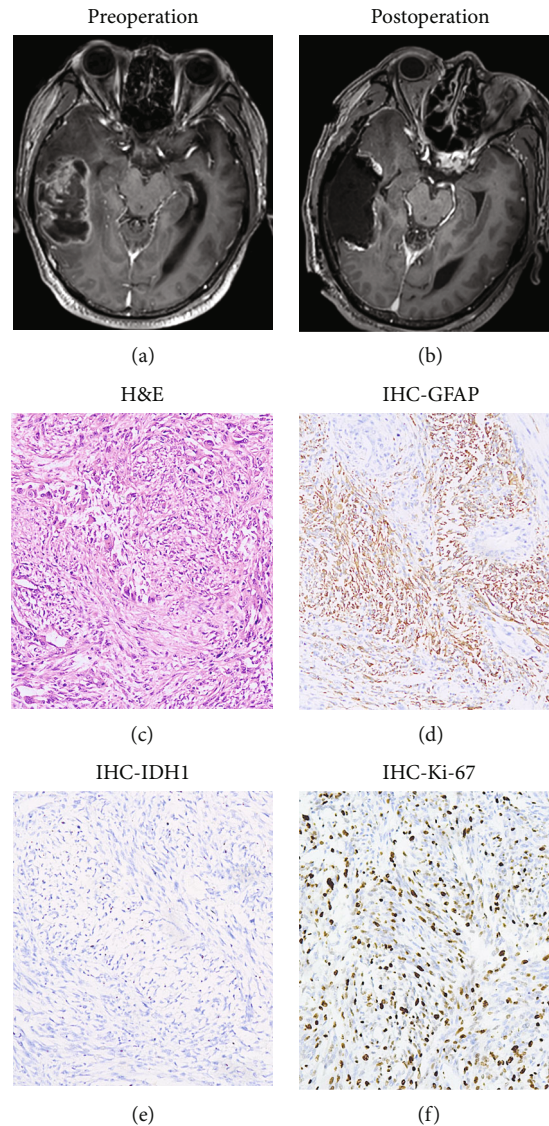 Preoperation
Postoperation
(a)
(b)
H&E
IHC-GFAP
(c)
(d)
IHC-IDH1
IHC-Ki-67
(e)
(f)